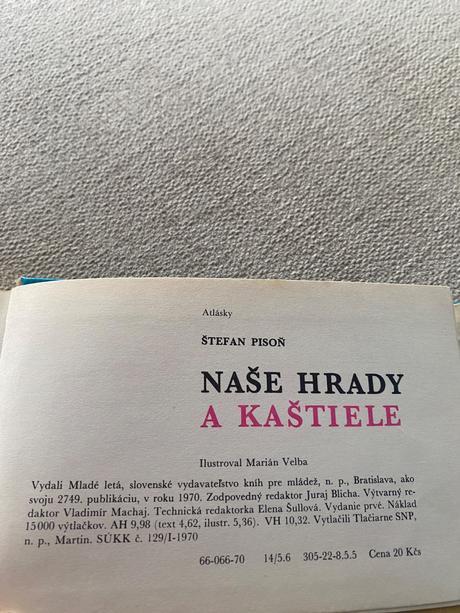 Atlásky
ŠTEFAN PISOŇ
NAŠE HRADY
A KAŠTIELE
Ilustroval Marián Velba
Vydali Mladé letá, slovenské vydavateľstvo kníh pre mládež, n. p., Bratislava, ako
svoju 2749. publikáciu, v roku 1970. Zodpovedný redaktor Juraj Blicha. Výtvarný re-
daktor Vladimír Machaj. Technická redaktorka Elena Šullová. Vydanie prvé. Náklad
15 000 výtlačkov. AH 9,98 (text 4,62, ilustr. 5,36). VH 10,32. Vytlačili Tlačiarne SNP,
n. p., Martin. SÚKK č. 129/I-1970
66-066-70 14/5.6 305-22-8.5.5 Cena 20 Kčs